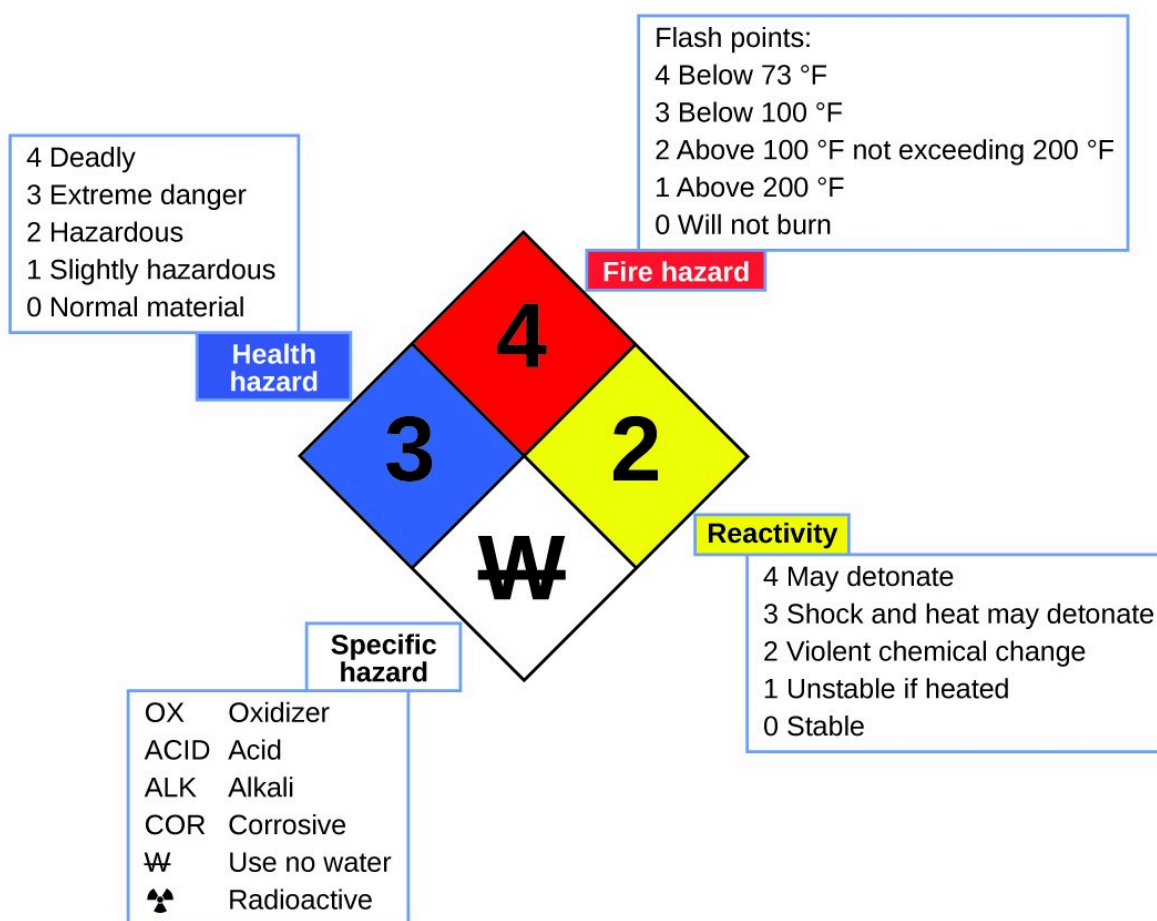 Flash points:
4 Below 73 °F
3 Below 100 °F
2 Above 100 °F not exceeding 200 °F
1 Above 200 °F
0 Will not burn
Fire hazard
4 Deadly
3 Extreme danger
2 Hazardous
1 Slightly hazardous
0 Normal material
Health
hazard
4
3
2
W
Reactivity
4 May detonate
3 Shock and heat may detonate
2 Violent chemical change
1 Unstable if heated
0 Stable
Specific
hazard
OX Oxidizer
ACID Acid
ALK Alkali
COR Corrosive
W Use no water
Radioactive